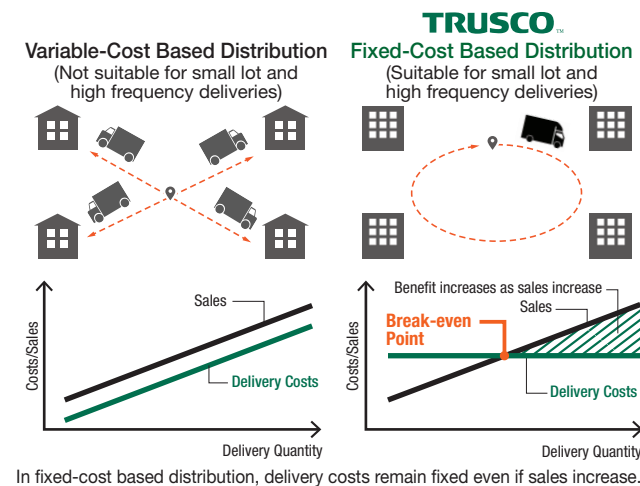 TRUSCO™
Variable-Cost Based Distribution
(Not suitable for small lot and
high frequency deliveries)
Fixed-Cost Based Distribution
(Suitable for small lot and
high frequency deliveries)
Costs/Sales
Sales
Delivery Costs
Delivery Quantity
Costs/Sales
Benefit increases as sales increase
Sales
Break-even
Point
Delivery Costs
Delivery Quantity
In fixed-cost based distribution, delivery costs remain fixed even if sales increase.